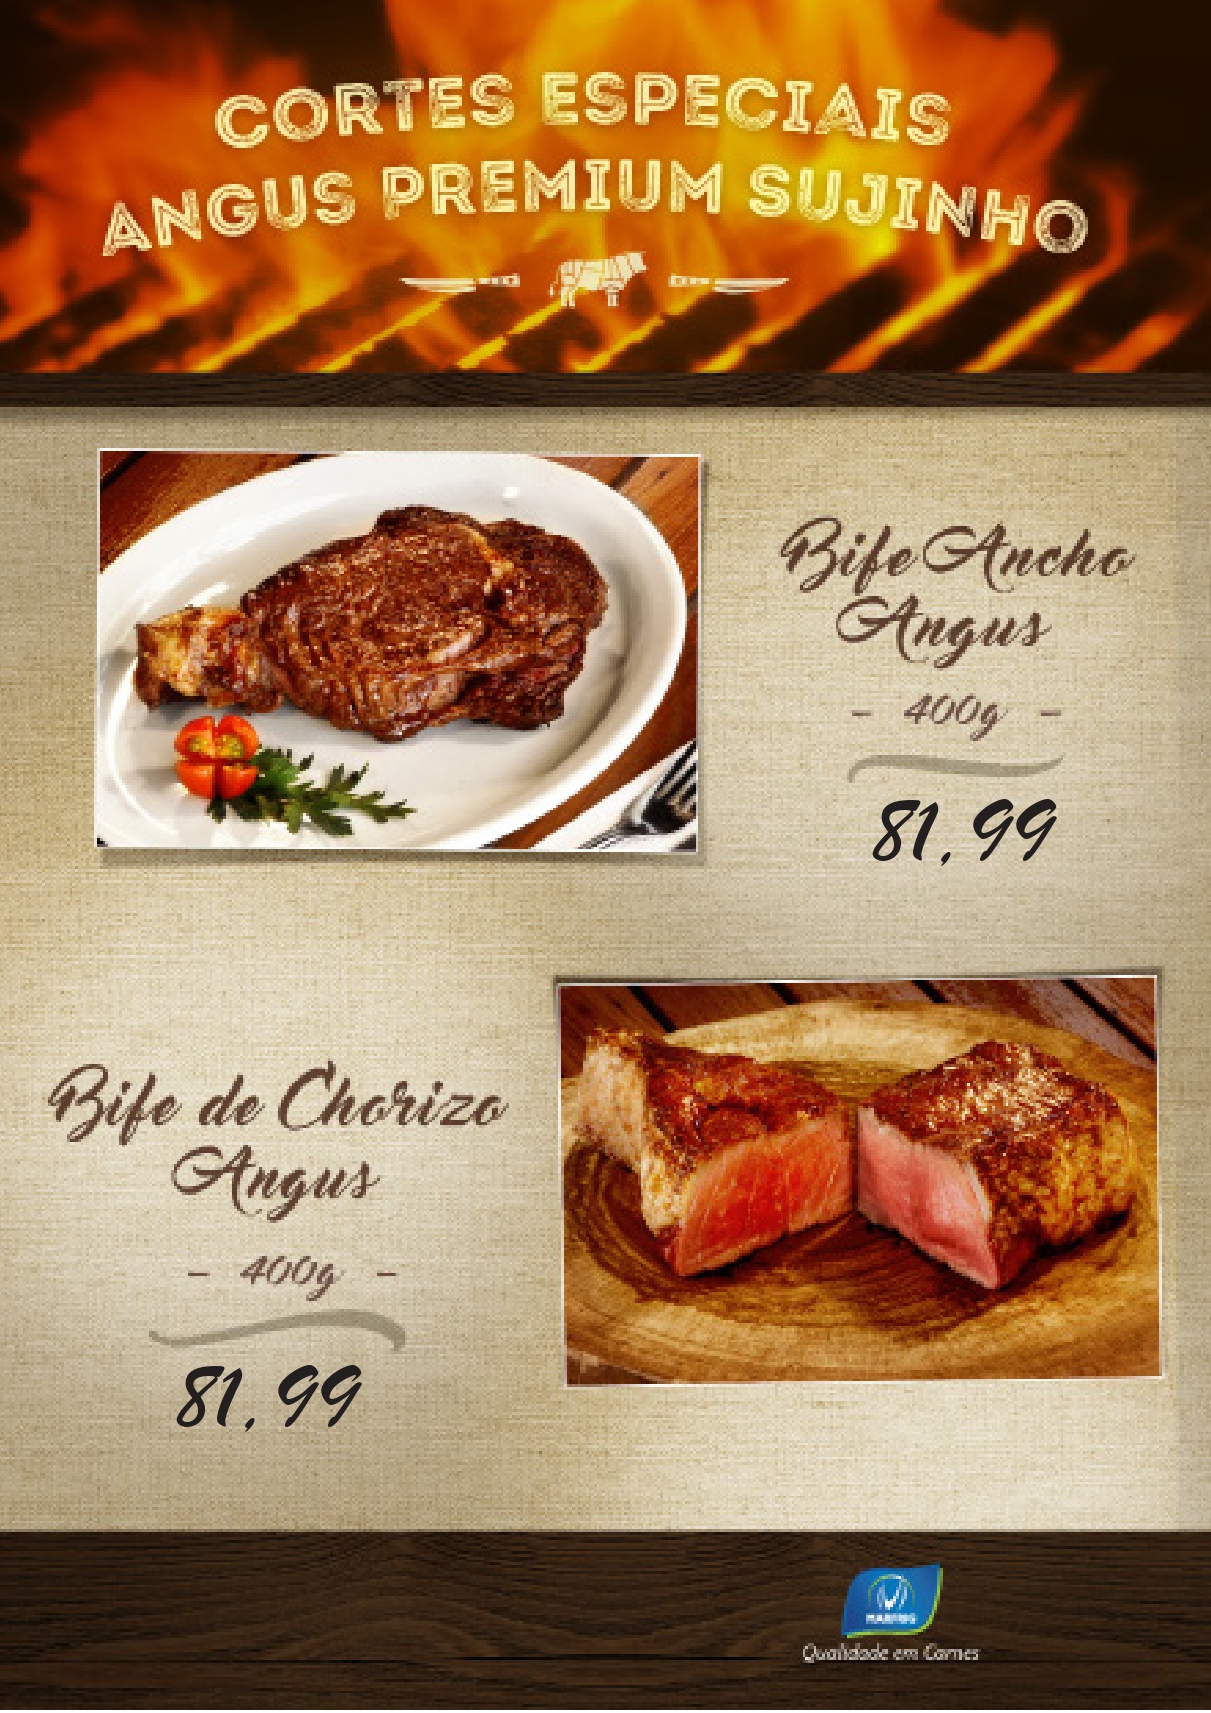 CORTES ESPECIAIS
ANGUS PREMIUM SUJINHO
Bife Ancho
Angus
- 400g -
81,99
Bife de Chorizo
Angus
- 400g -
81,99
MARFRIG
Qualidade em Carnes